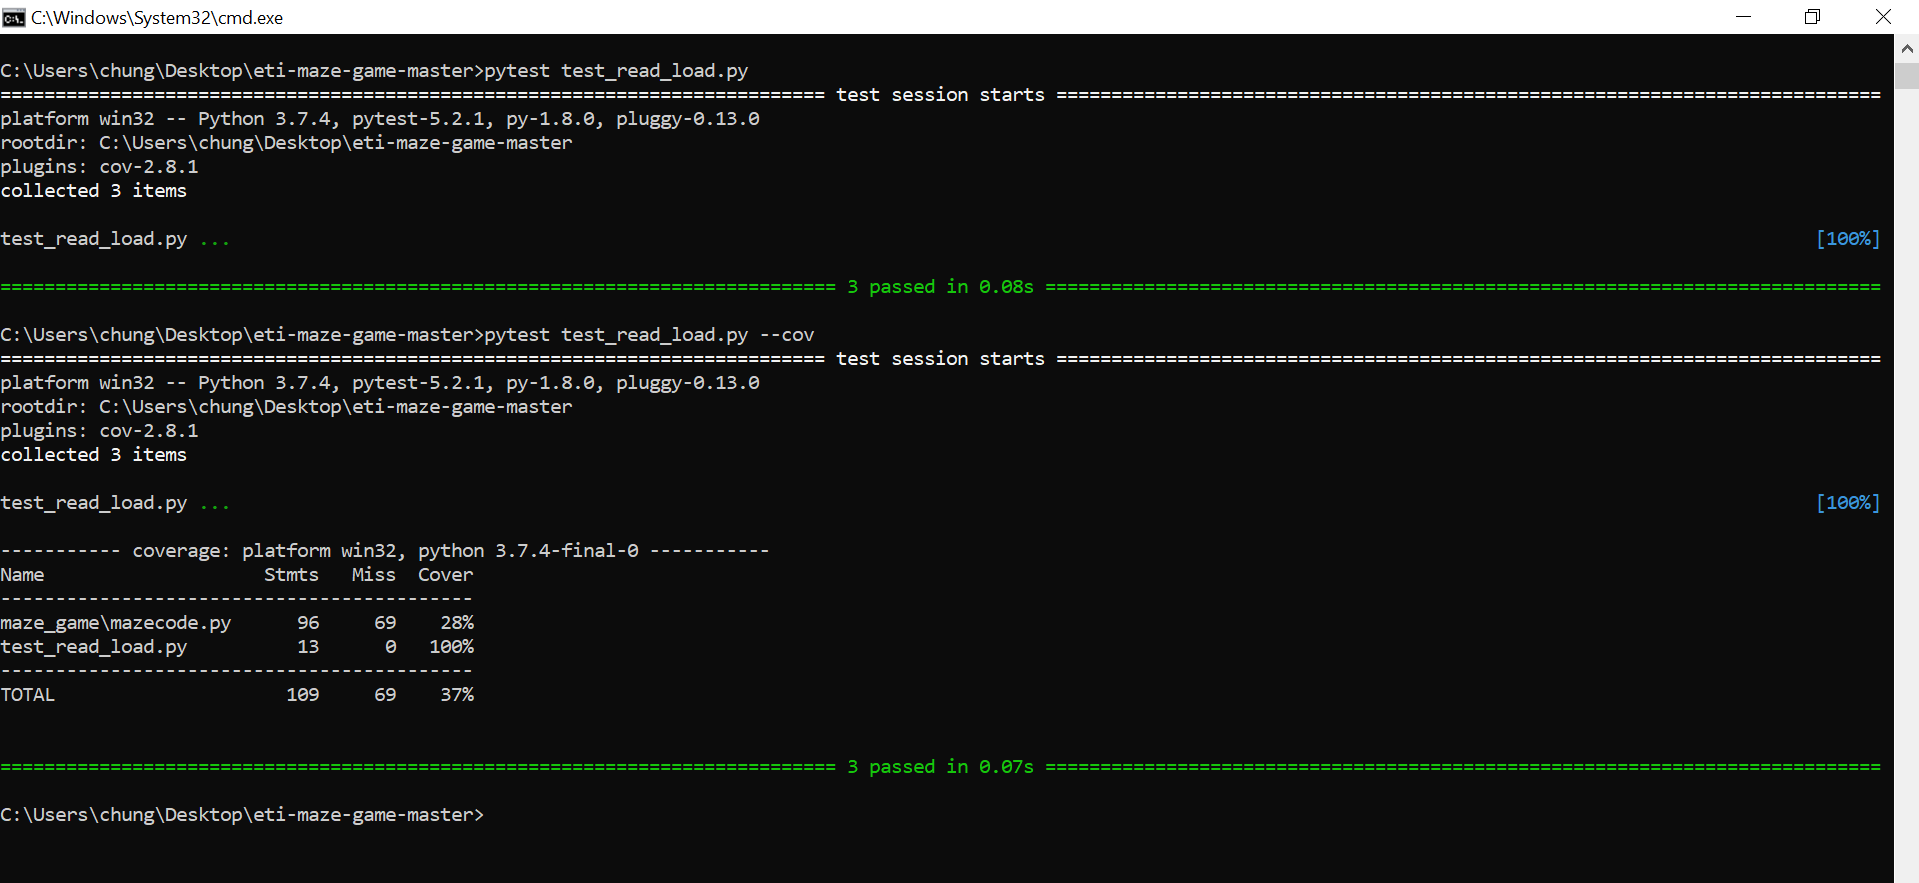 C:\Windows\System32\cmd.exe
C:\Users\chung\Desktop\eti-maze-game-master>pytest test_read_load.py
=========================================================================== test session starts ===========================================================================
platform win32 -- Python 3.7.4, pytest-5.2.1, py-1.8.0, pluggy-0.13.0
rootdir: C:\Users\chung\Desktop\eti-maze-game-master
plugins: cov-2.8.1
collected 3 items
test_read_load.py ... [100%]
============================================================================ 3 passed in 0.08s ============================================================================
C:\Users\chung\Desktop\eti-maze-game-master>pytest test_read_load.py --cov
=========================================================================== test session starts ===========================================================================
platform win32 -- Python 3.7.4, pytest-5.2.1, py-1.8.0, pluggy-0.13.0
rootdir: C:\Users\chung\Desktop\eti-maze-game-master
plugins: cov-2.8.1
collected 3 items
test_read_load.py ... [100%]
----------- coverage: platform win32, python 3.7.4-final-0 -----------
Name                    Stmts   Miss  Cover
-------------------------------------------
maze_game\mazecode.py      96     69    28%
test_read_load.py          13      0   100%
-------------------------------------------
TOTAL                     109     69    37%
============================================================================ 3 passed in 0.07s ============================================================================
C:\Users\chung\Desktop\eti-maze-game-master>